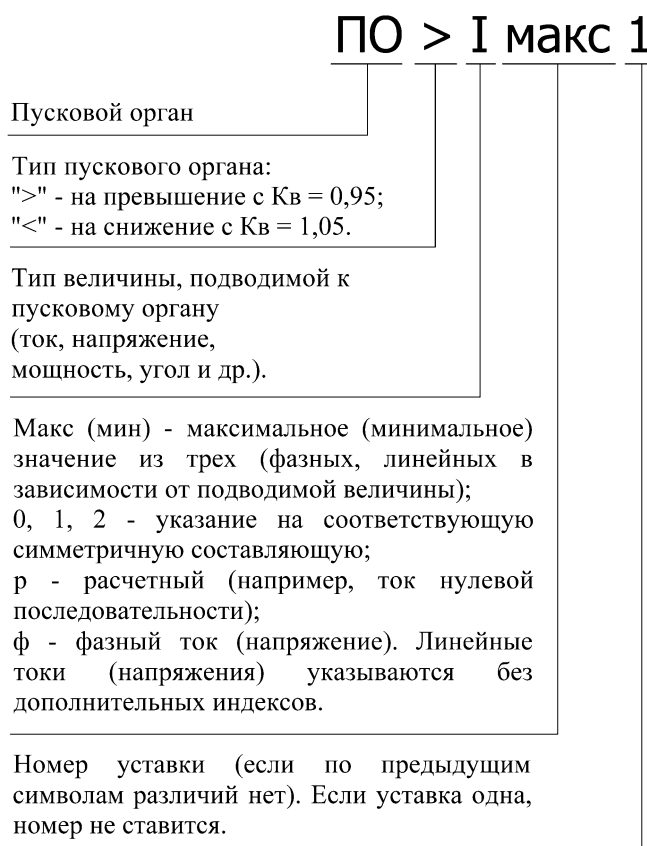 ПО > I макс 1
Пусковой орган
Тип пускового органа:
">" - на превышение с Кв = 0,95;
"<" - на снижение с Кв = 1,05.
Тип величины, подводимой к
пусковому органу
(ток, напряжение,
мощность, угол и др.).
Макс (мин) - максимальное (минимальное)
значение из трех (фазных, линейных в
зависимости от подводимой величины);
0, 1, 2 - указание на соответствующую
симметричную составляющую;
р - расчетный (например, ток нулевой
последовательности);
ф - фазный ток (напряжение). Линейные
токи (напряжения) указываются без
дополнительных индексов.
Номер уставки (если по предыдущим
символам различий нет). Если уставка одна,
номер не ставится.